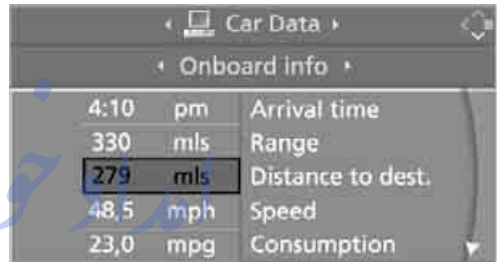 Car Data
Onboard info
4:10 pm Arrival time
330 mls Range
279 mls Distance to dest.
48,5 mph Speed
23,0 mpg Consumption